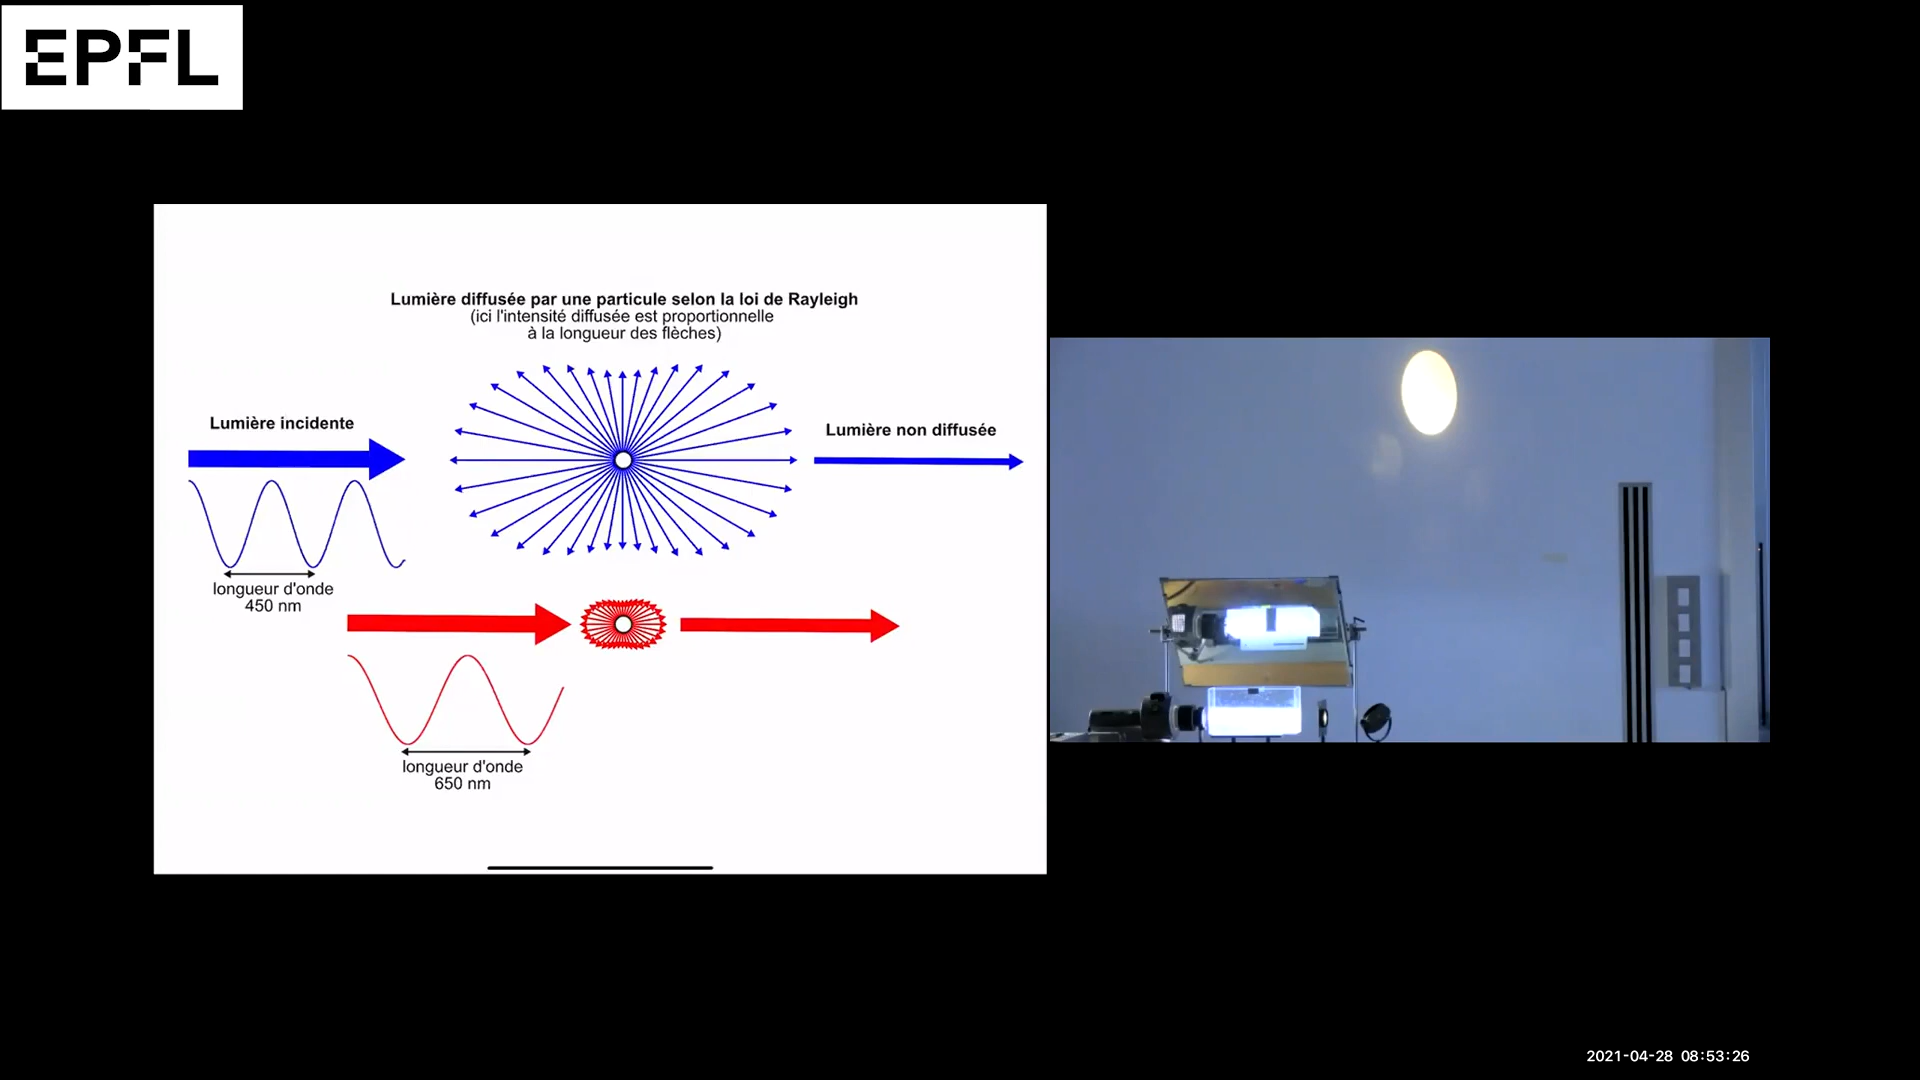 EPFL
Lumière diffusée par une particule selon la loi de Rayleigh
(ici l'intensité diffusée est proportionnelle
à la longueur des flèches)
Lumière incidente
Lumière non diffusée
longueur d'onde
450 nm
longueur d'onde
650 nm
2021-04-28 08:53:26